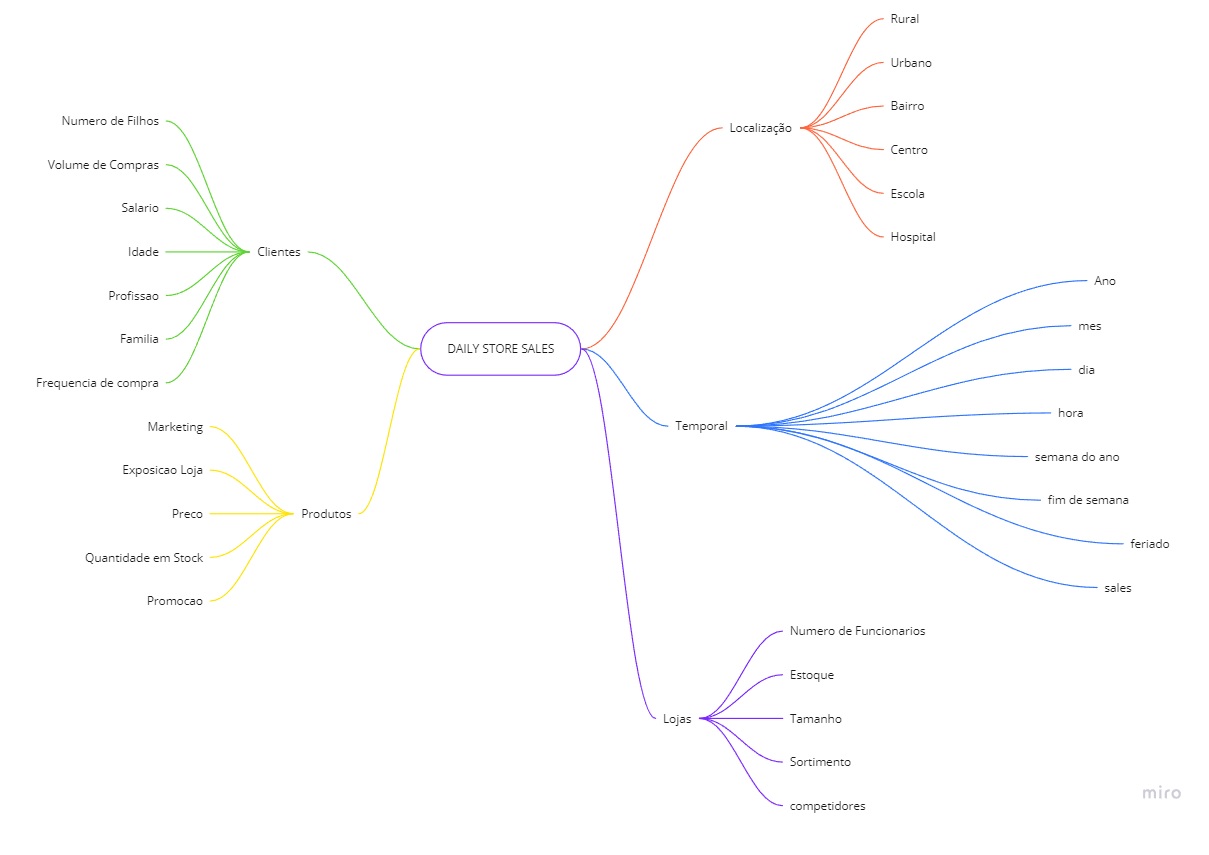 DAILY STORE SALES
Clientes
Numero de Filhos
Volume de Compras
Salario
Idade
Profissao
Familia
Frequencia de compra
Produtos
Marketing
Exposicao Loja
Preco
Quantidade em Stock
Promocao
Localização
Rural
Urbano
Bairro
Centro
Escola
Hospital
Temporal
Ano
mes
dia
hora
semana do ano
fim de semana
feriado
sales
Lojas
Numero de Funcionarios
Estoque
Tamanho
Sortimento
competidores
miro